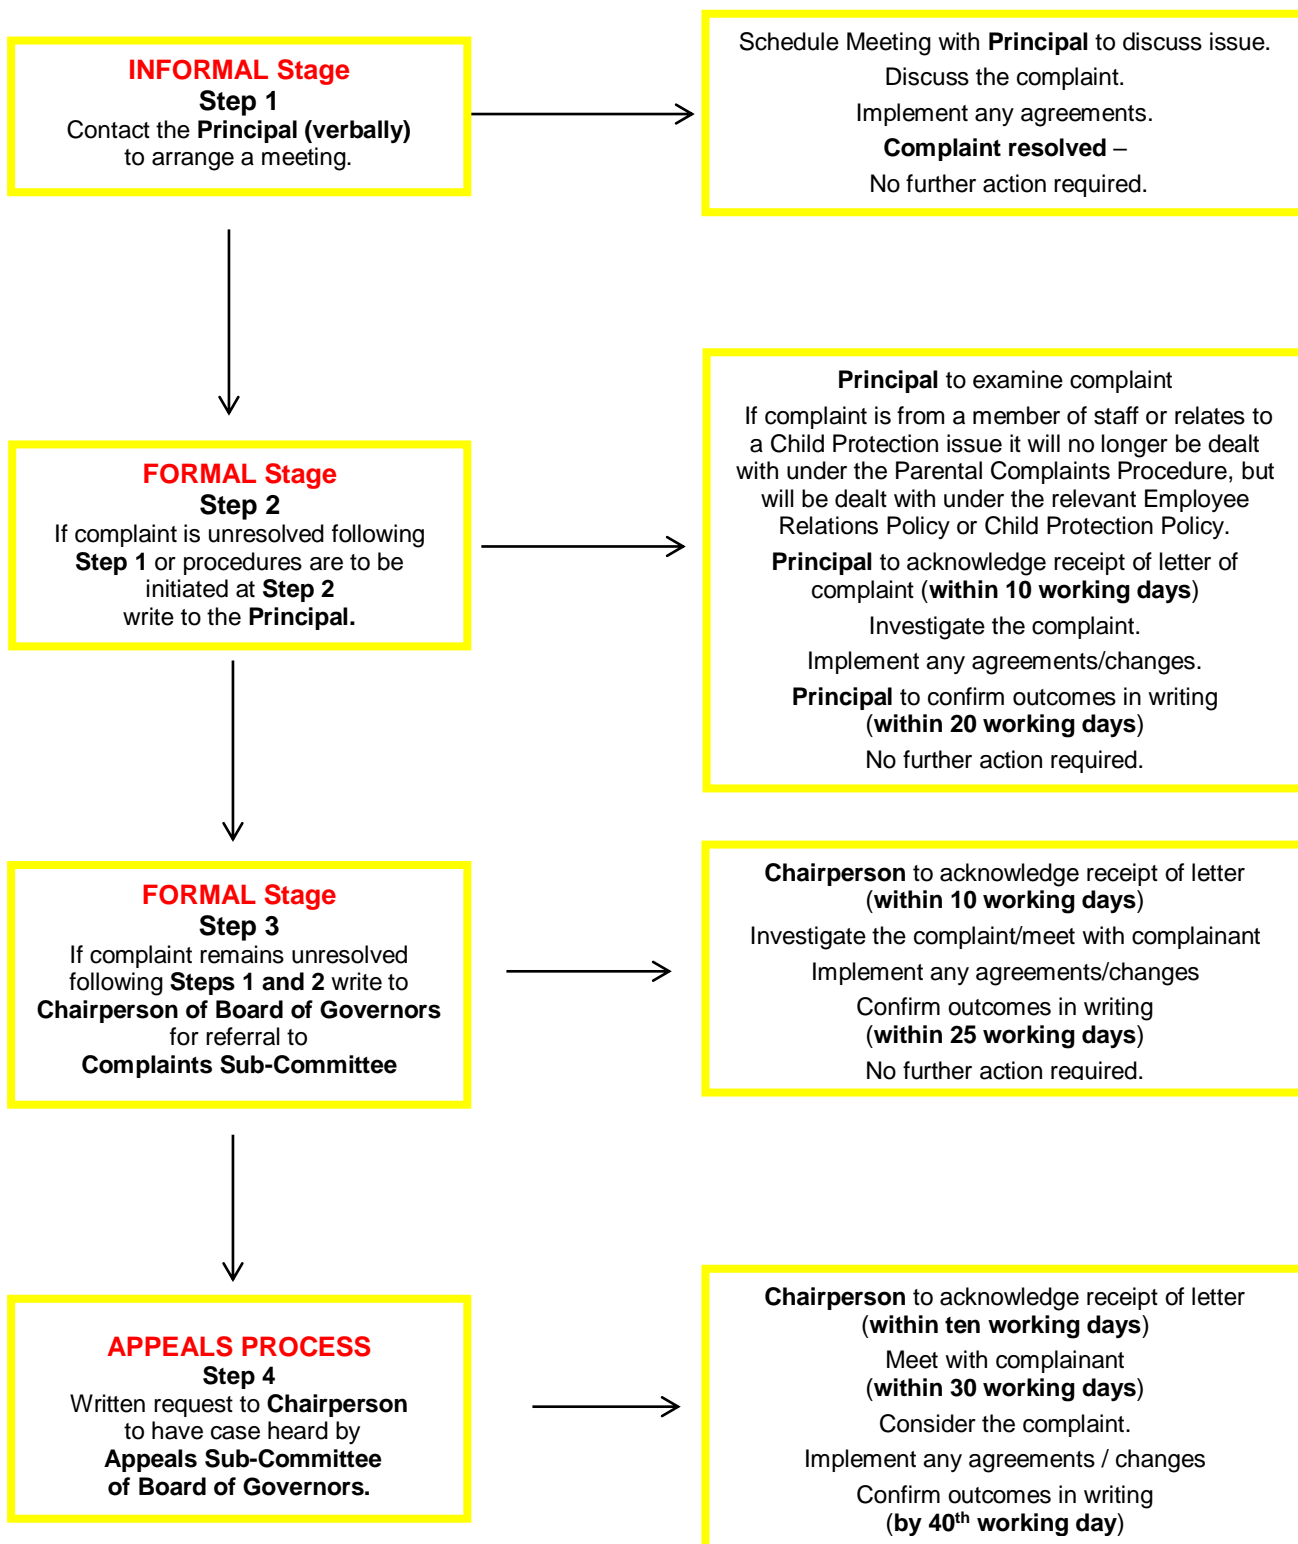 INFORMAL Stage
Step 1
Contact the Principal (verbally)
to arrange a meeting.
Schedule Meeting with Principal to discuss issue.
Discuss the complaint.
Implement any agreements.
Complaint resolved –
No further action required.
FORMAL Stage
Step 2
If complaint is unresolved following
Step 1 or procedures are to be
initiated at Step 2
write to the Principal.
Principal to examine complaint
If complaint is from a member of staff or relates to
a Child Protection issue it will no longer be dealt
with under the Parental Complaints Procedure, but
will be dealt with under the relevant Employee
Relations Policy or Child Protection Policy.
Principal to acknowledge receipt of letter of
complaint (within 10 working days)
Investigate the complaint.
Implement any agreements/changes.
Principal to confirm outcomes in writing
(within 20 working days)
No further action required.
FORMAL Stage
Step 3
If complaint remains unresolved
following Steps 1 and 2 write to
Chairperson of Board of Governors
for referral to
Complaints Sub-Committee
Chairperson to acknowledge receipt of letter
(within 10 working days)
Investigate the complaint/meet with complainant
Implement any agreements/changes
Confirm outcomes in writing
(within 25 working days)
No further action required.
APPEALS PROCESS
Step 4
Written request to Chairperson
to have case heard by
Appeals Sub-Committee
of Board of Governors.
Chairperson to acknowledge receipt of letter
(within ten working days)
Meet with complainant
(within 30 working days)
Consider the complaint.
Implement any agreements / changes
Confirm outcomes in writing
(by 40th working day)